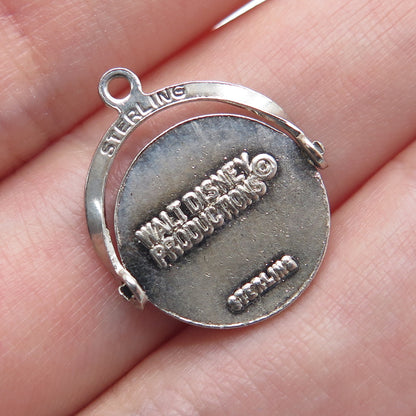 STERLING
WALT DISNEY
PRODUCTIONS ©
STERLING